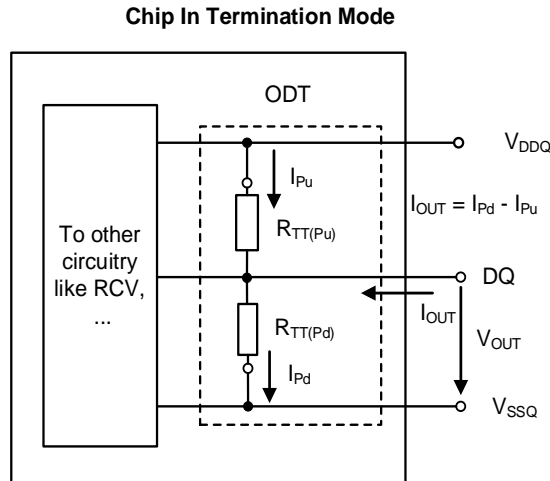 Chip In Termination Mode
ODT
V_DDQ
I_Pu
I_OUT = I_Pd - I_Pu
R_TT(Pu)
To other
circuitry
like RCV,
...
DQ
I_OUT
R_TT(Pd)
V_OUT
I_Pd
V_SSQ